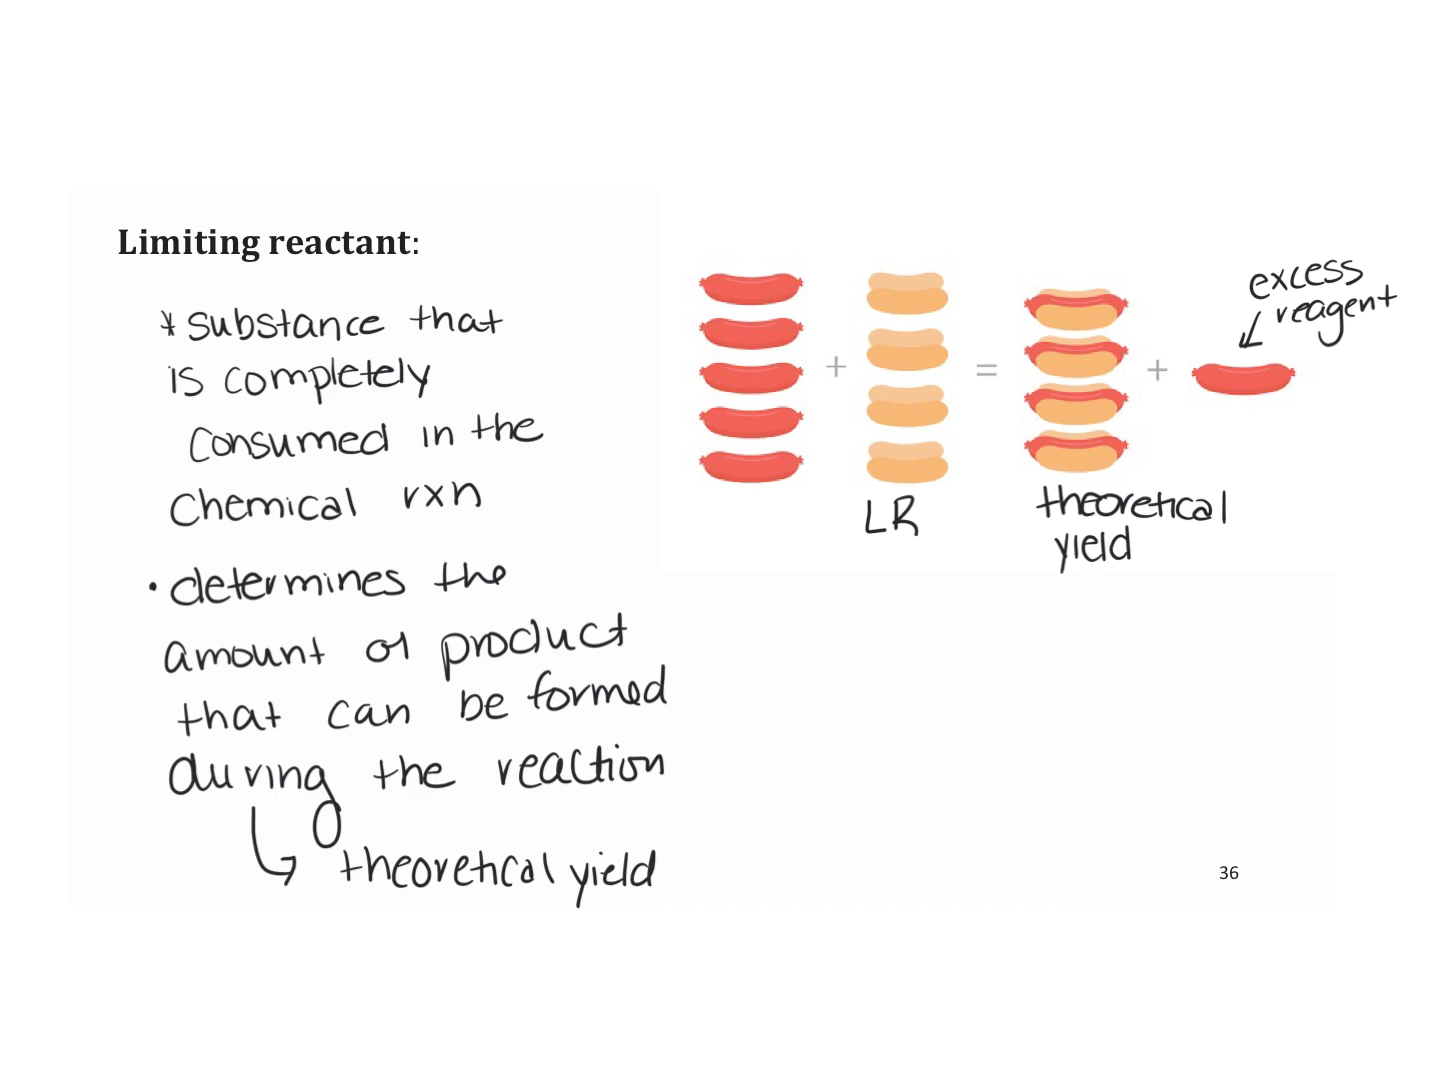 Limiting reactant:
* substance that
is completely
consumed in the
Chemical rxn
• determines the
amount of product
that can be formed
during the reaction
theoretical yield
+
=
+
LR
theoretical
yield
excess
reagent
36